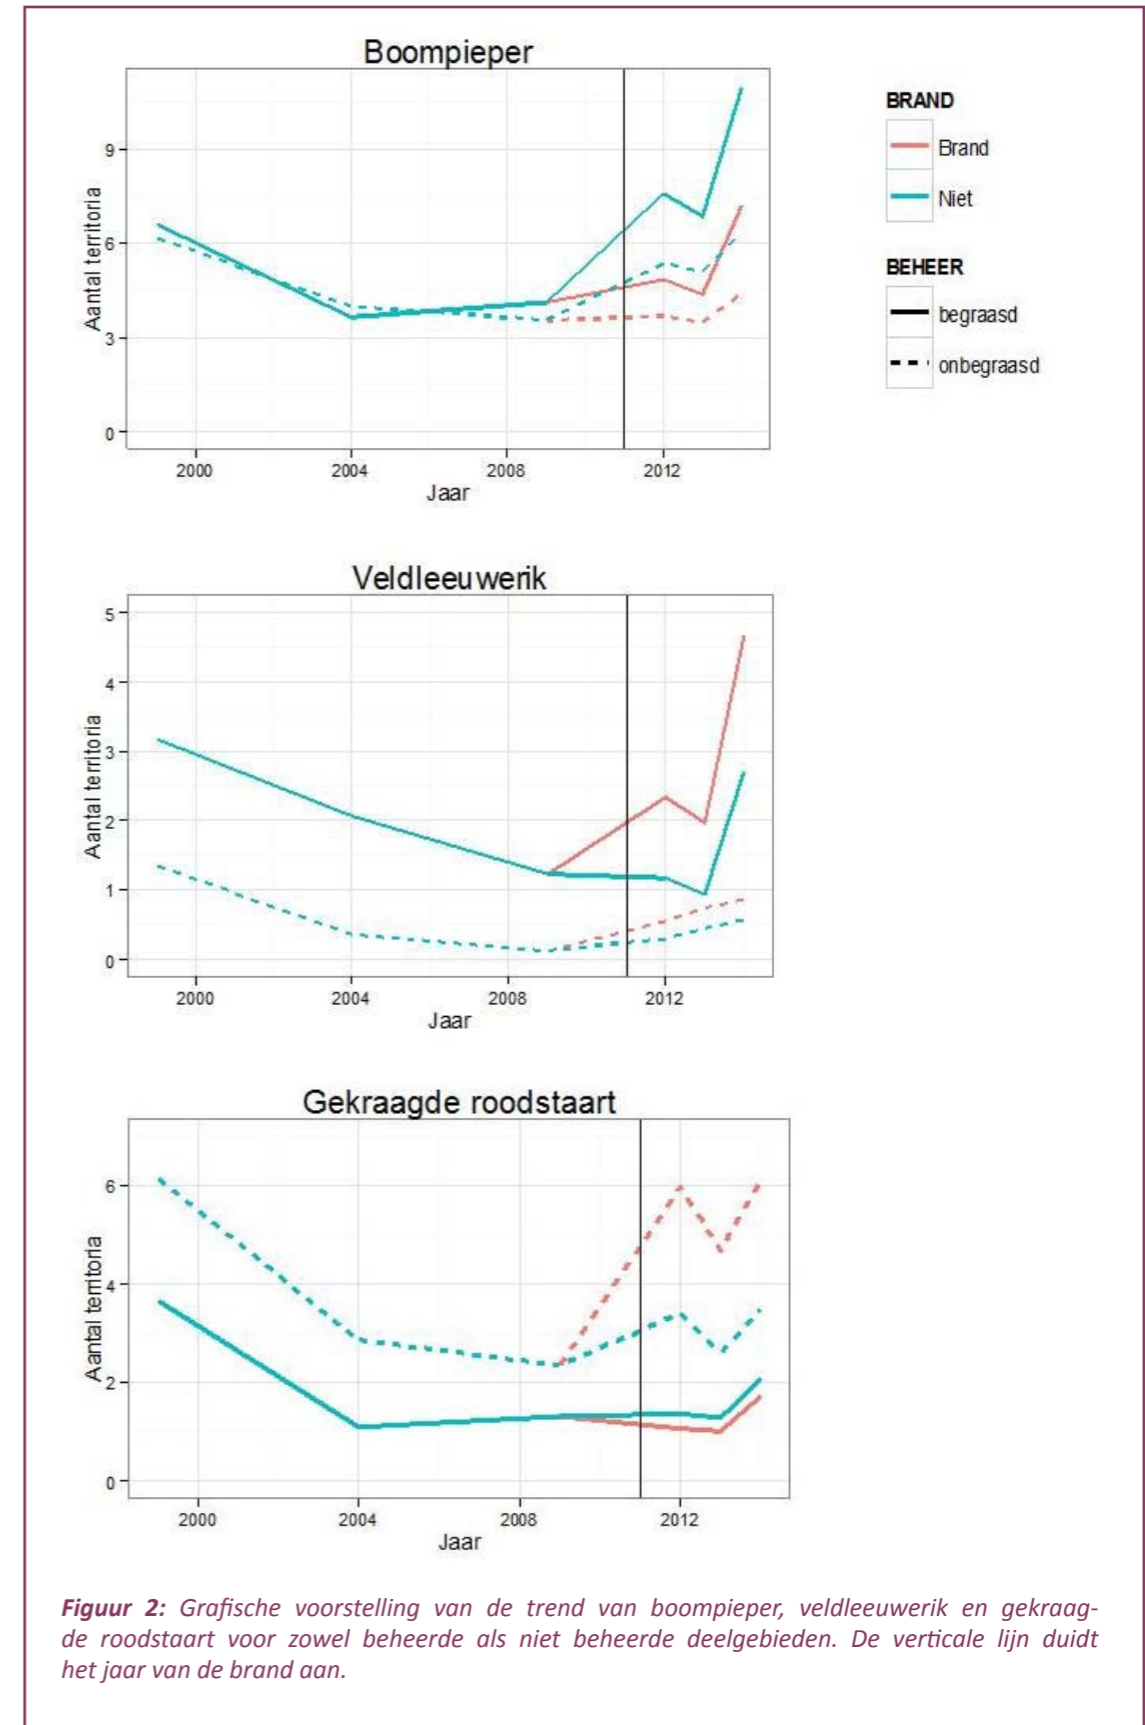 Boompieper
Aantal territoria
9
6
3
0
2000 2004 2008 2012
Jaar
BRAND
Brand
Niet
BEHEER
begraasd
onbegraasd
Veldleeuwerik
Aantal territoria
5
4
3
2
1
0
2000 2004 2008 2012
Jaar
Gekraagde roodstaart
Aantal territoria
6
4
2
0
2000 2004 2008 2012
Jaar
Figuur 2: Grafische voorstelling van de trend van boompieper, veldleeuwerik en gekraag-
de roodstaart voor zowel beheerde als niet beheerde deelgebieden. De verticale lijn duidt
het jaar van de brand aan.